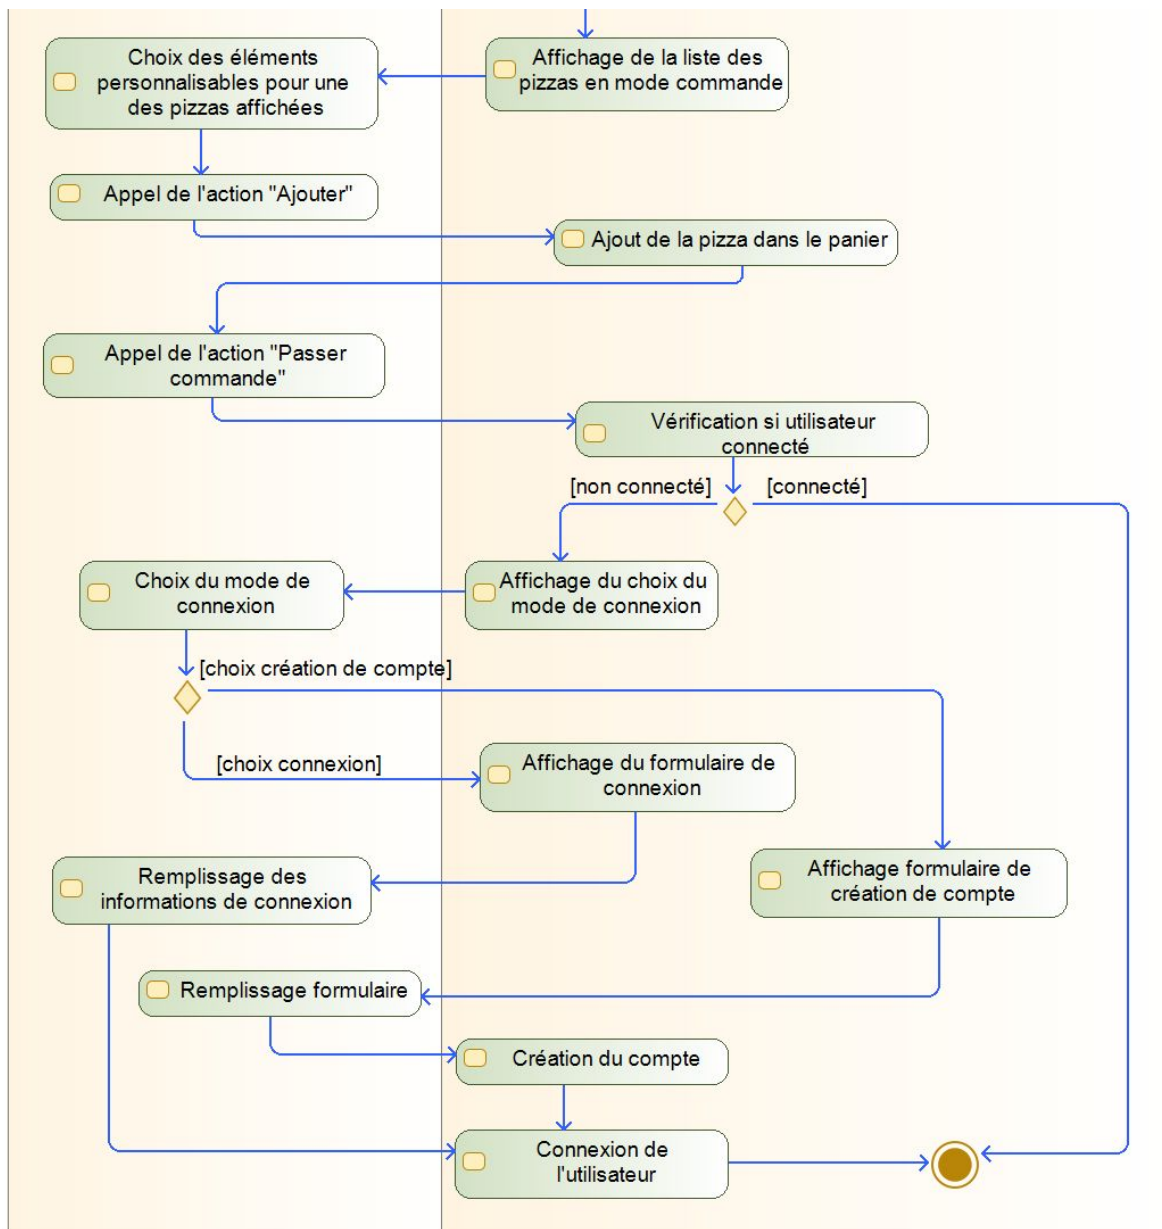 Choix des éléments
personnalisables pour une
des pizzas affichées
Affichage de la liste des
pizzas en mode commande
Appel de l'action "Ajouter"
Ajout de la pizza dans le panier
Appel de l'action "Passer
commande"
Vérification si utilisateur
connecté
[non connecté]
[connecté]
Choix du mode de
connexion
Affichage du choix du
mode de connexion
[choix création de compte]
[choix connexion]
Affichage du formulaire de
connexion
Remplissage des
informations de connexion
Affichage formulaire de
création de compte
Remplissage formulaire
Création du compte
Connexion de
l'utilisateur